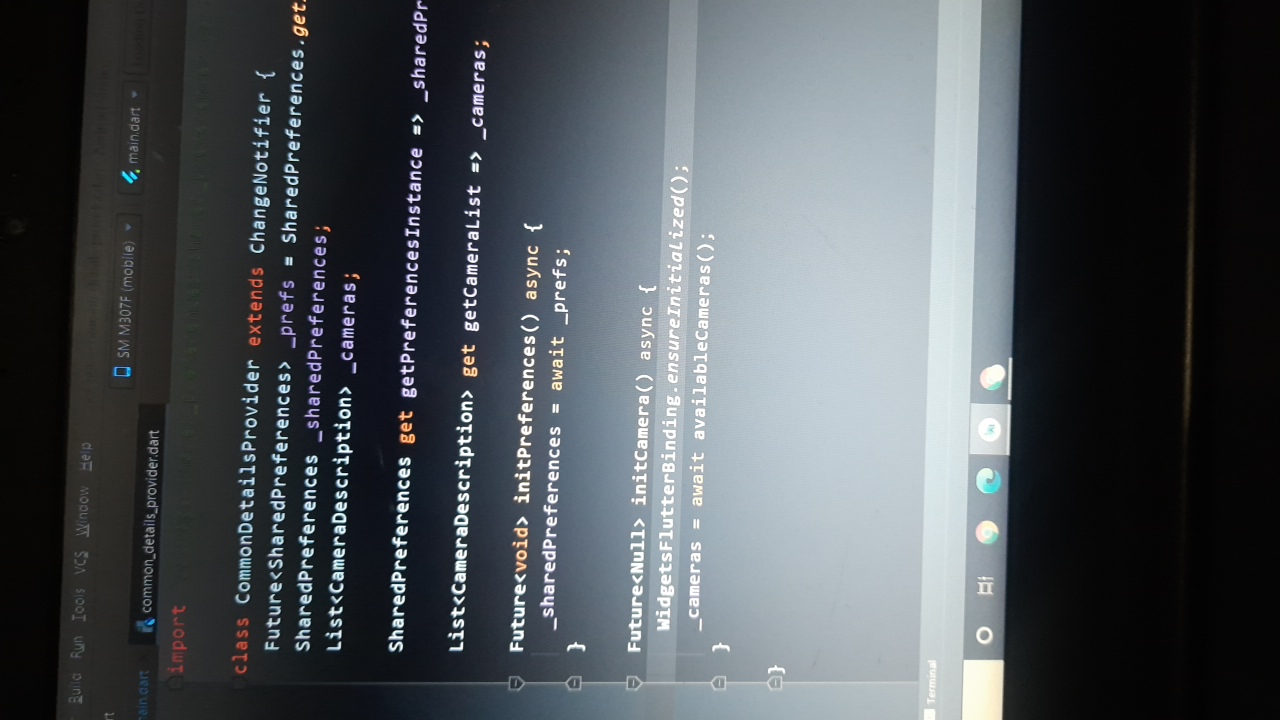 Build Run Tools VCS Window Help
rt
SM M307F (mobile) main.dart
main.dart common_details_provider.dart
import
class CommonDetailsProvider extends ChangeNotifier {
Future<SharedPreferences> _prefs = SharedPreferences.get
SharedPreferences _sharedPreferences;
List<CameraDescription> _cameras;
SharedPreferences get getPreferencesInstance => _sharedPr
List<CameraDescription> get getCameraList => _cameras;
Future<void> initPreferences() async {
_sharedPreferences = await _prefs;
}
Future<Null> initCamera() async {
WidgetsFlutterBinding.ensureInitialized();
_cameras = await availableCameras();
}
}
Terminal